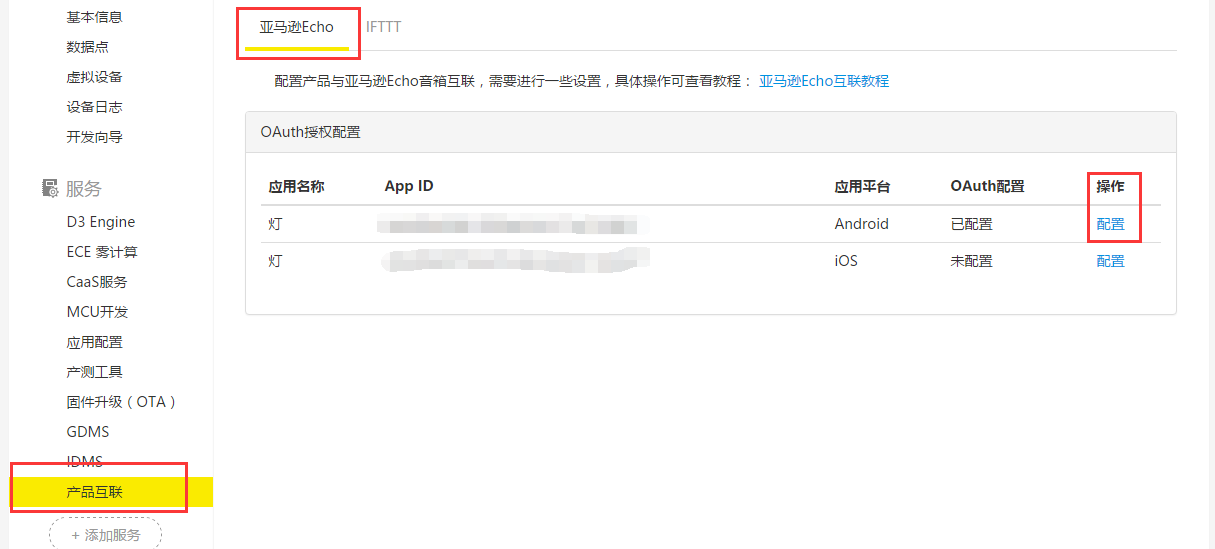 基本信息
数据点
虚拟设备
设备日志
开发向导
服务
D3 Engine
ECE 雾计算
CaaS服务
MCU开发
应用配置
产测工具
固件升级（OTA）
GDMS
IDMS
产品互联
+ 添加服务
亚马逊Echo IFTTT
配置产品与亚马逊Echo音箱互联，需要进行一些设置，具体操作可查看教程： 亚马逊Echo互联教程
OAuth授权配置
应用名称 App ID 应用平台 OAuth配置 操作
灯 Android 已配置 配置
灯 iOS 未配置 配置